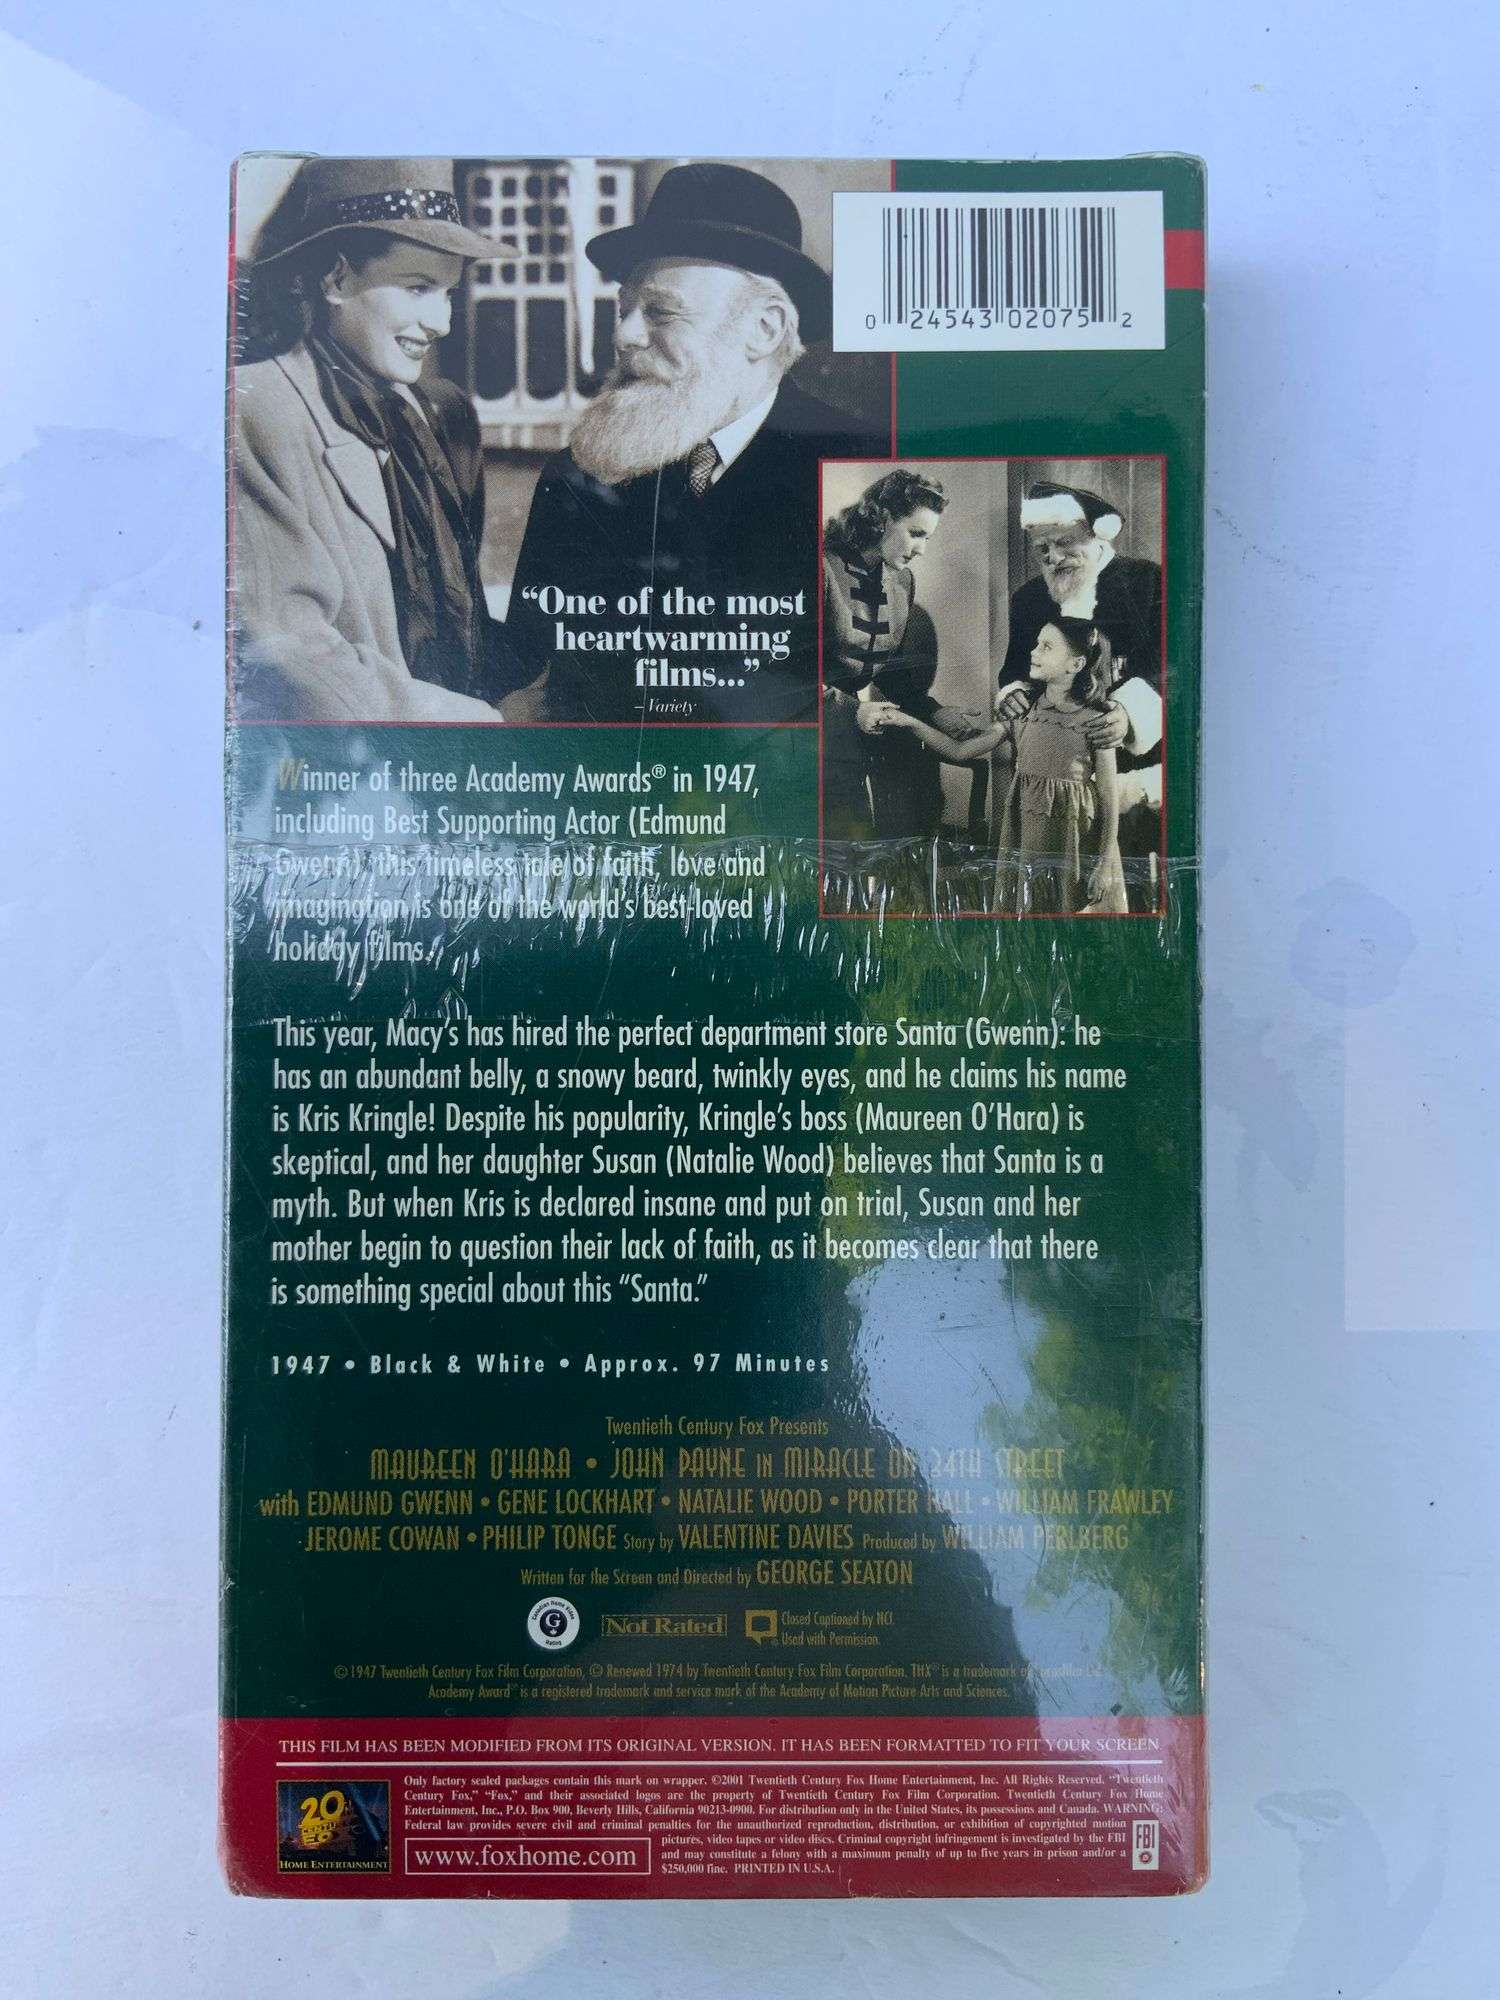 0 24543 02075 2
“One of the most
heartwarming
films...”
– Variety
Winner of three Academy Awards® in 1947,
including Best Supporting Actor (Edmund
Gwenn), this timeless tale of faith, love and
imagination is one of the world's best-loved
holiday films.
This year, Macy's has hired the perfect department store Santa (Gwenn): he
has an abundant belly, a snowy beard, twinkly eyes, and he claims his name
is Kris Kringle! Despite his popularity, Kringle's boss (Maureen O'Hara) is
skeptical, and her daughter Susan (Natalie Wood) believes that Santa is a
myth. But when Kris is declared insane and put on trial, Susan and her
mother begin to question their lack of faith, as it becomes clear that there
is something special about this “Santa.”
1947 • Black & White • Approx. 97 Minutes
Twentieth Century Fox Presents
MAUREEN O'HARA • JOHN PAYNE IN MIRACLE ON 34TH STREET
with EDMUND GWENN • GENE LOCKHART • NATALIE WOOD • PORTER HALL • WILLIAM FRAWLEY
JEROME COWAN • PHILIP TONGE Story by VALENTINE DAVIES Produced by WILLIAM PERLBERG
Written for the Screen and Directed by GEORGE SEATON
Canadian Home Video
G
Rating
Not Rated
Closed Captioned by NCI.
Used with Permission.
© 1947 Twentieth Century Fox Film Corporation, © Renewed 1974 by Twentieth Century Fox Film Corporation. THX® is a trademark of Ltd.
Academy Award® is a registered trademark and service mark of the Academy of Motion Picture Arts and Sciences.
THIS FILM HAS BEEN MODIFIED FROM ITS ORIGINAL VERSION. IT HAS BEEN FORMATTED TO FIT YOUR SCREEN.
20th
CENTURY
FOX
HOME ENTERTAINMENT
Only factory sealed packages contain this mark on wrapper. ©2001 Twentieth Century Fox Home Entertainment, Inc. All Rights Reserved. “Twentieth
Century Fox,” “Fox,” and their associated logos are the property of Twentieth Century Fox Film Corporation. Twentieth Century Fox Home
Entertainment, Inc., P.O. Box 900, Beverly Hills, California 90213-0900. For distribution only in the United States, its possessions and Canada. WARNING:
Federal law provides severe civil and criminal penalties for the unauthorized reproduction, distribution, or exhibition of copyrighted motion
pictures, video tapes or video discs. Criminal copyright infringement is investigated by the FBI
and may constitute a felony with a maximum penalty of up to five years in prison and/or a
$250,000 fine. PRINTED IN U.S.A.
www.foxhome.com
FBI